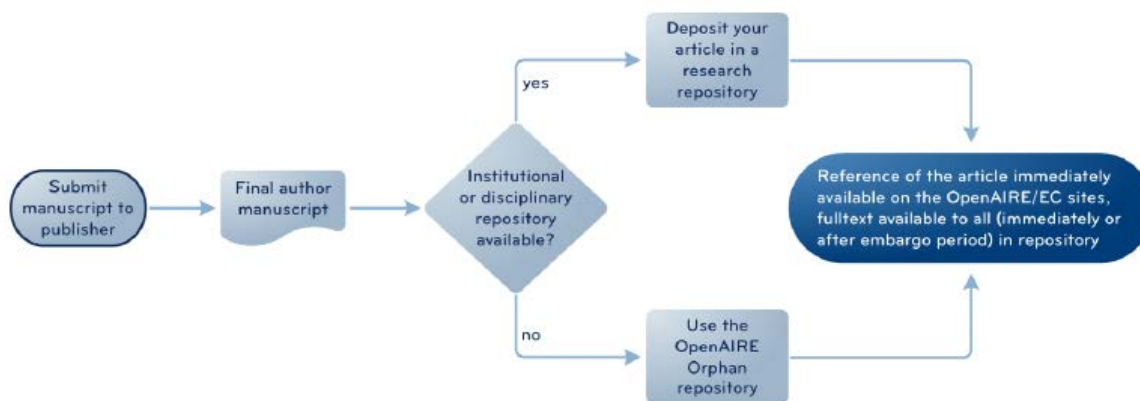 Submit
manuscript to
publisher
Final author
manuscript
Institutional
or disciplinary
repository
available?
yes
Deposit your
article in a
research
repository
no
Use the
OpenAIRE
Orphan
repository
Reference of the article immediately
available on the OpenAIRE/EC sites,
fulltext available to all (immediately or
after embargo period) in repository